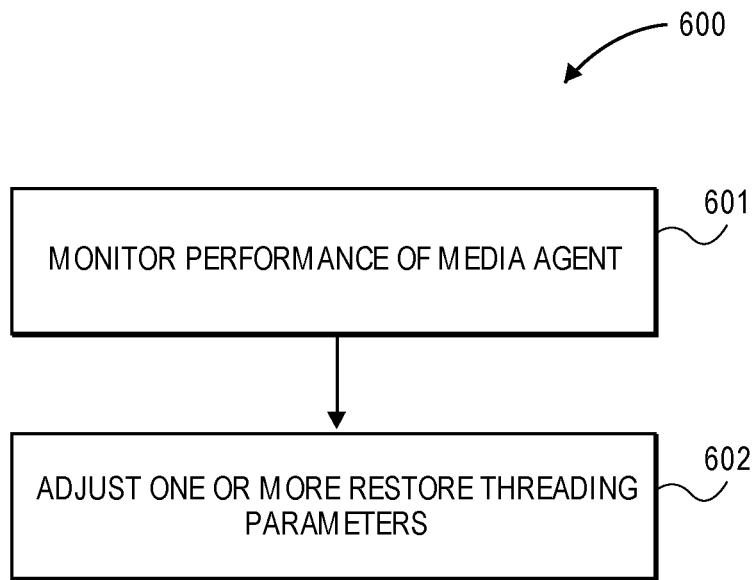 600
601
MONITOR PERFORMANCE OF MEDIA AGENT
602
ADJUST ONE OR MORE RESTORE THREADING
PARAMETERS